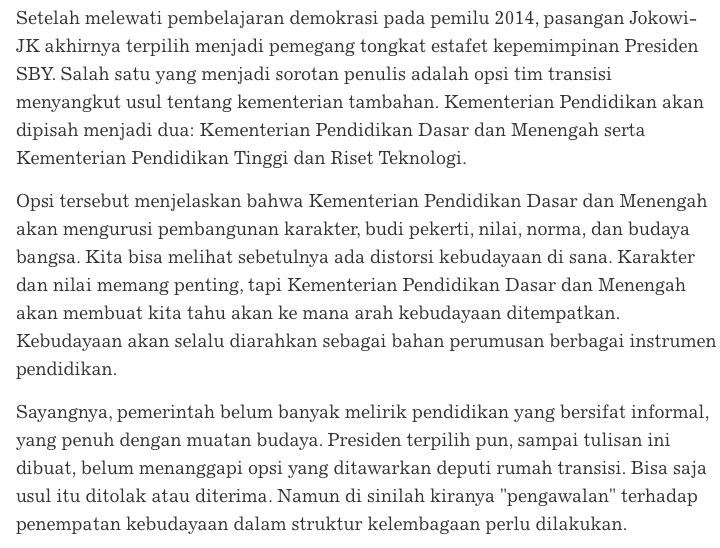 Setelah melewati pembelajaran demokrasi pada pemilu 2014, pasangan Jokowi-
JK akhirnya terpilih menjadi pemegang tongkat estafet kepemimpinan Presiden
SBY. Salah satu yang menjadi sorotan penulis adalah opsi tim transisi
menyangkut usul tentang kementerian tambahan. Kementerian Pendidikan akan
dipisah menjadi dua: Kementerian Pendidikan Dasar dan Menengah serta
Kementerian Pendidikan Tinggi dan Riset Teknologi.
Opsi tersebut menjelaskan bahwa Kementerian Pendidikan Dasar dan Menengah
akan mengurusi pembangunan karakter, budi pekerti, nilai, norma, dan budaya
bangsa. Kita bisa melihat sebetulnya ada distorsi kebudayaan di sana. Karakter
dan nilai memang penting, tapi Kementerian Pendidikan Dasar dan Menengah
akan membuat kita tahu akan ke mana arah kebudayaan ditempatkan.
Kebudayaan akan selalu diarahkan sebagai bahan perumusan berbagai instrumen
pendidikan.
Sayangnya, pemerintah belum banyak melirik pendidikan yang bersifat informal,
yang penuh dengan muatan budaya. Presiden terpilih pun, sampai tulisan ini
dibuat, belum menanggapi opsi yang ditawarkan deputi rumah transisi. Bisa saja
usul itu ditolak atau diterima. Namun di sinilah kiranya "pengawalan" terhadap
penempatan kebudayaan dalam struktur kelembagaan perlu dilakukan.